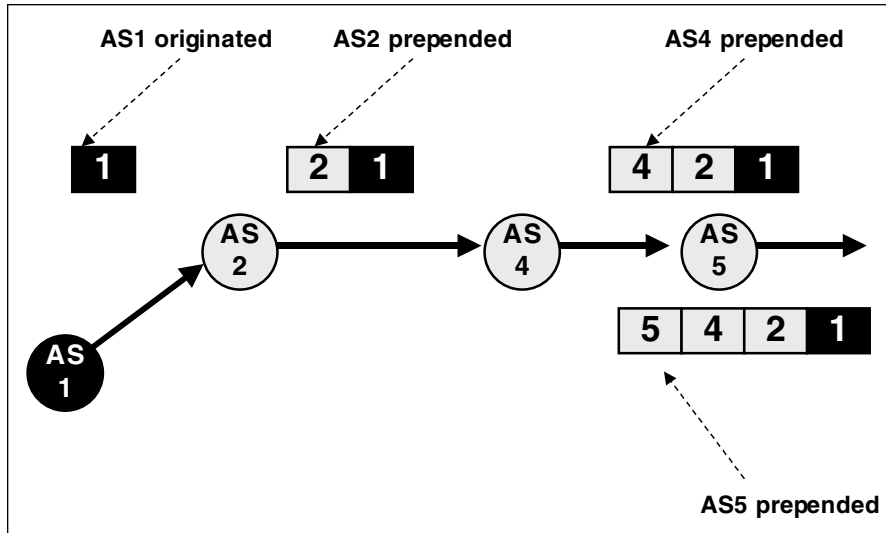 AS1 originated
AS2 prepended
AS4 prepended
1
2 1
4 2 1
AS
2
AS
4
AS
5
5 4 2 1
AS
1
AS5 prepended